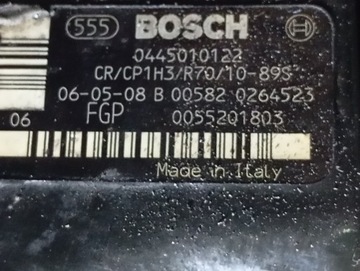 555 BOSCH
0445010122
CR/CP1H3/R70/10-89S
06-05-08 B 00582 0264523
06 FGP 0055201803
Made in Italy